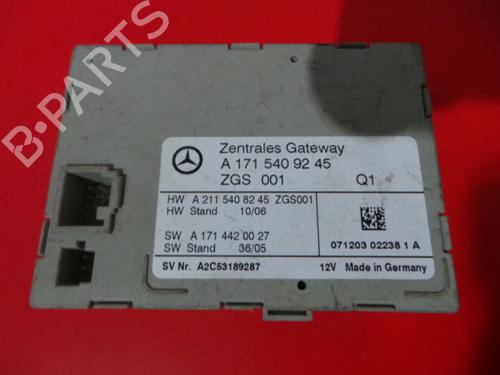 B-PARTS
Zentrales Gateway
A 171 540 92 45
ZGS 001 Q1
HW A 211 540 82 45 ZGS001
HW Stand 10/06
SW A 171 442 00 27
SW Stand 36/05
071203 02238 1 A
SV Nr. A2C53189287 12V Made in Germany